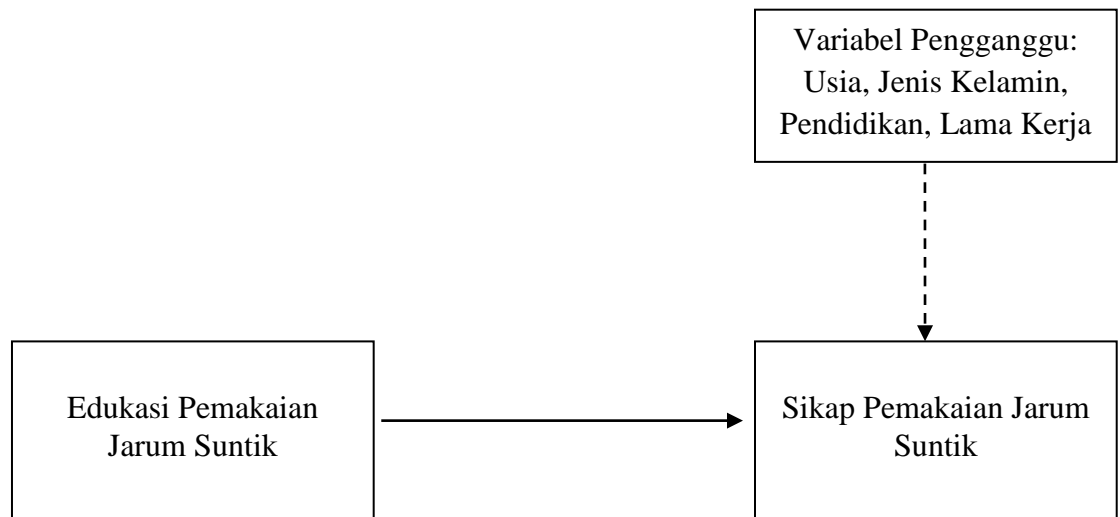 Variabel Pengganggu:
Usia, Jenis Kelamin,
Pendidikan, Lama Kerja
Edukasi Pemakaian
Jarum Suntik
Sikap Pemakaian Jarum
Suntik